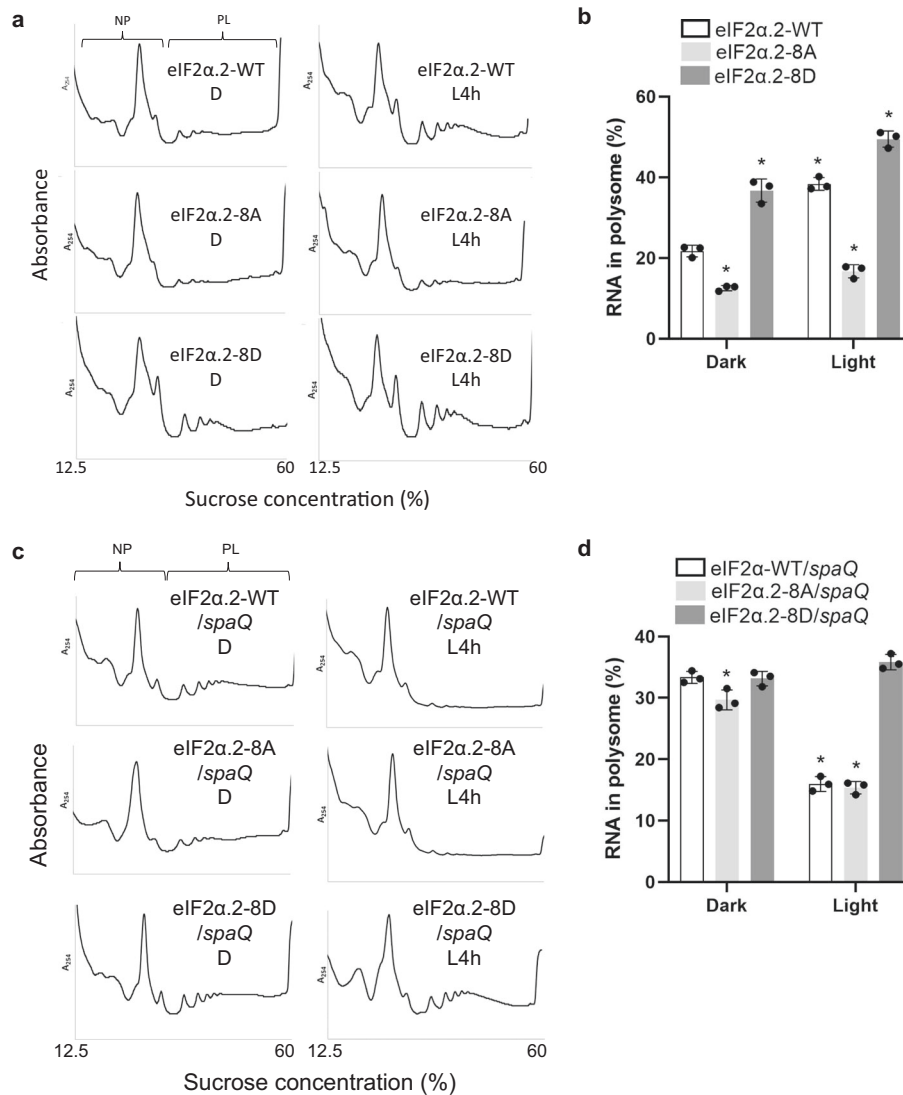 a
NP
PL
eIF2α.2-WT
D
A254
eIF2α.2-WT
L4h
Absorbance
eIF2α.2-8A
D
A254
eIF2α.2-8A
L4h
A254
eIF2α.2-8D
D
A254
eIF2α.2-8D
L4h
A254
A254
12.5
60
12.5
60
Sucrose concentration (%)
b
eIF2α.2-WT
eIF2α.2-8A
eIF2α.2-8D
RNA in polysome (%)
60
40
20
0
*
*
*
*
*
Dark
Light
c
NP
PL
eIF2α.2-WT
/spaQ
D
A254
eIF2α.2-WT
/spaQ
L4h
A254
Absorbance
eIF2α.2-8A
/spaQ
D
A254
eIF2α.2-8A
/spaQ
L4h
A254
eIF2α.2-8D
/spaQ
D
A254
eIF2α.2-8D
/spaQ
L4h
A254
12.5
60
12.5
60
Sucrose concentration (%)
d
eIF2α-WT/spaQ
eIF2α.2-8A/spaQ
eIF2α.2-8D/spaQ
RNA in polysome (%)
40
30
20
10
0
*
*
*
Dark
Light